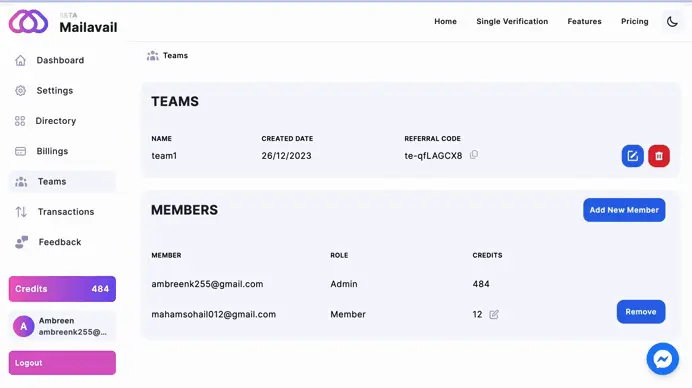 BETA
Mailavail
Home Single Verification Features Pricing
Dashboard
Settings
Directory
Billings
Teams
Transactions
Feedback
Credits 484
A
Ambreen
ambreenk255@...
Logout
Teams
TEAMS
NAME CREATED DATE REFERRAL CODE
team1 26/12/2023 te-qfLAGCX8
MEMBERS
Add New Member
MEMBER ROLE CREDITS
ambreenk255@gmail.com Admin 484
mahamsohail012@gmail.com Member 12 Remove